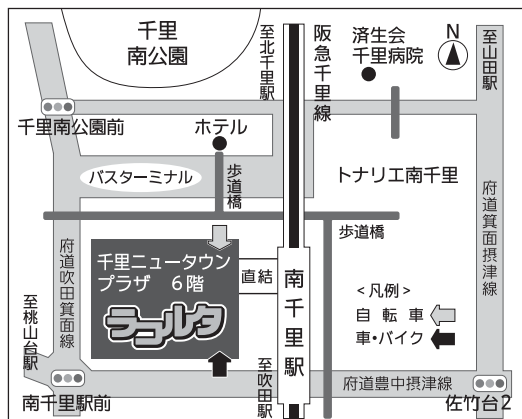 千里
南公園
至北千里駅
阪急千里線
済生会
千里病院
N
至山田駅
千里南公園前
ホテル
バスターミナル
歩道橋
トナリエ南千里
歩道橋
府道吹田箕面線
府道箕面摂津線
千里ニュータウン
プラザ 6階
ラコルタ
直結
南千里駅
<凡例>
自転車
車・バイク
至桃山台駅
至吹田駅
南千里駅前
府道豊中摂津線
佐竹台2